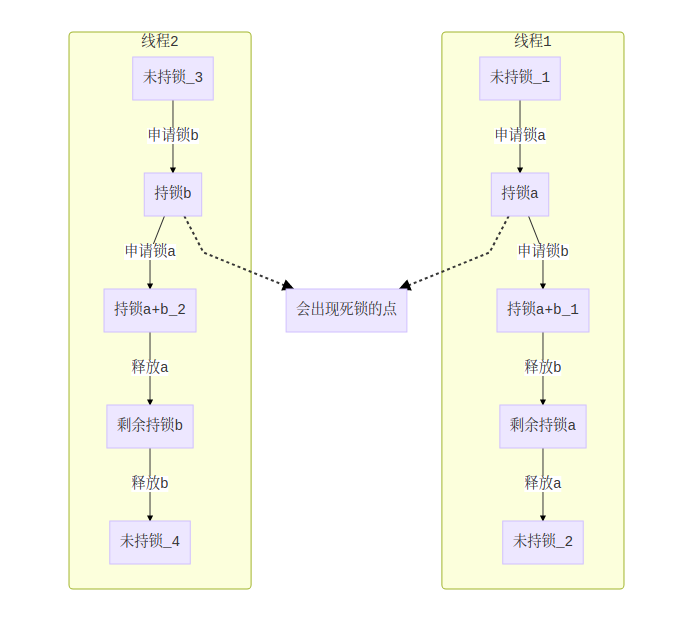 线程2
未持锁_3
申请锁b
持锁b
申请锁a
持锁a+b_2
释放a
剩余持锁b
释放b
未持锁_4
会出现死锁的点
线程1
未持锁_1
申请锁a
持锁a
申请锁b
持锁a+b_1
释放b
剩余持锁a
释放a
未持锁_2